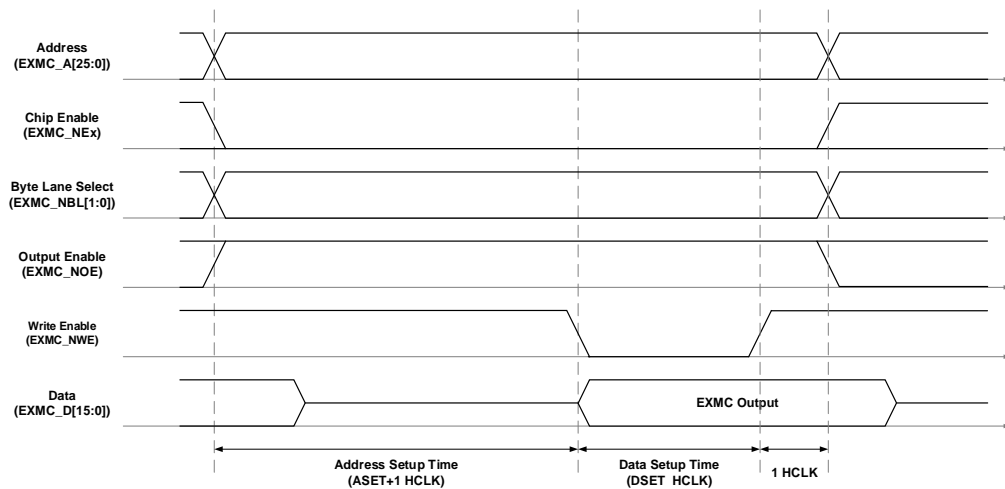 Address
(EXMC_A[25:0])
Chip Enable
(EXMC_NEx)
Byte Lane Select
(EXMC_NBL[1:0])
Output Enable
(EXMC_NOE)
Write Enable
(EXMC_NWE)
Data
(EXMC_D[15:0])
EXMC Output
Address Setup Time
(ASET+1 HCLK)
Data Setup Time
(DSET HCLK)
1 HCLK